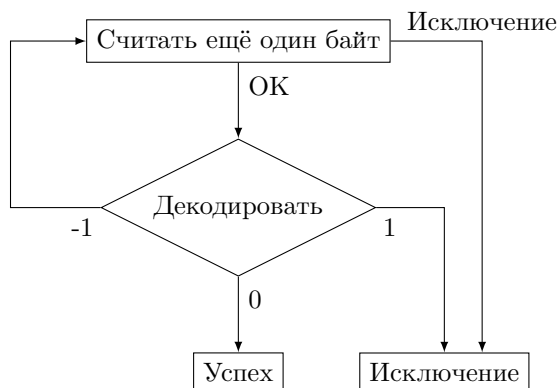 Исключение
Считать ещё один байт
OK
Декодировать
-1
1
0
Успех
Исключение